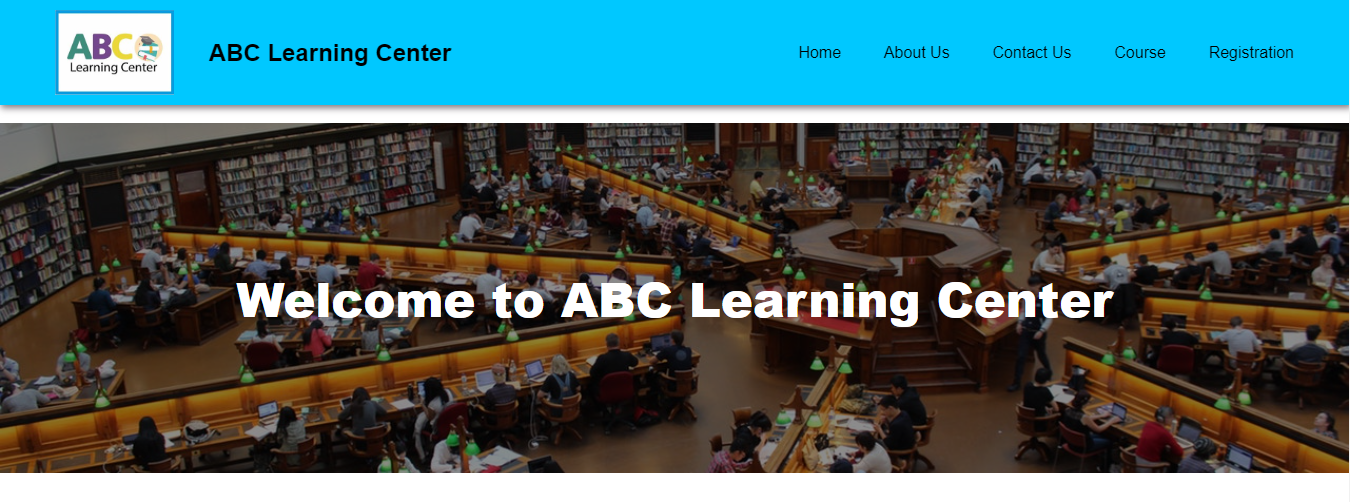 ABC
Learning Center
ABC Learning Center
Home
About Us
Contact Us
Course
Registration
Welcome to ABC Learning Center